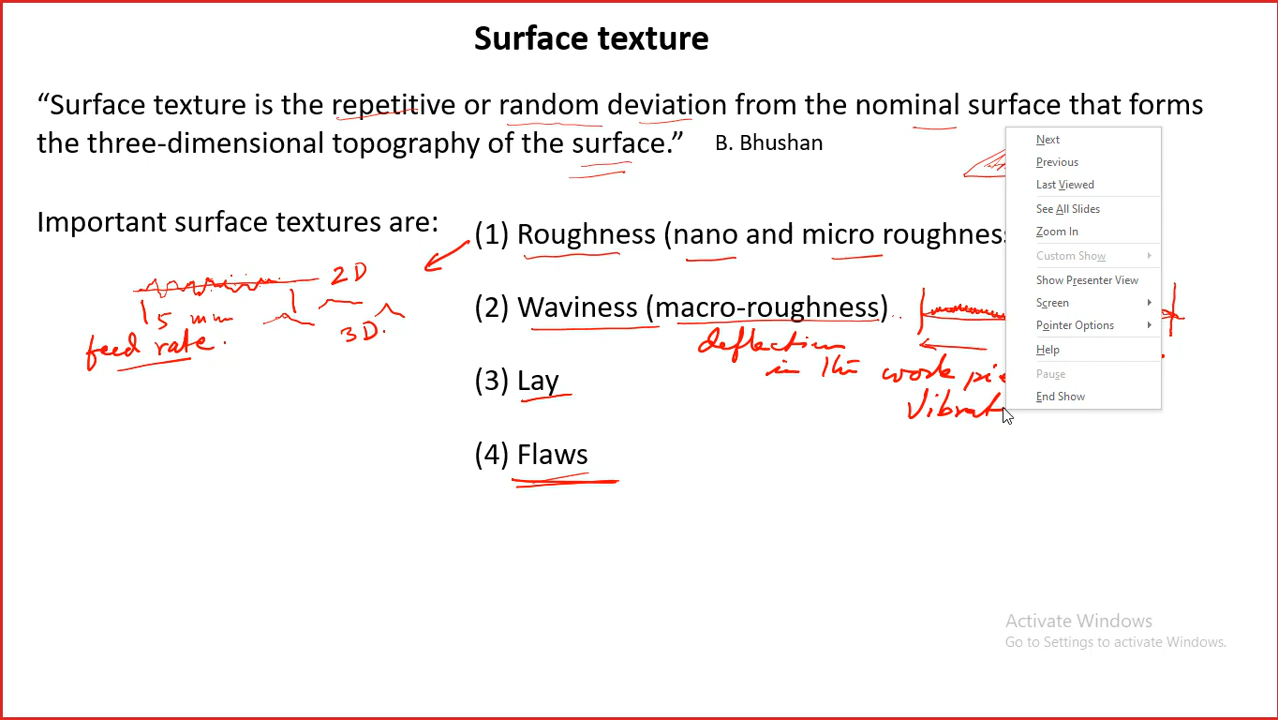 Surface texture
“Surface texture is the repetitive or random deviation from the nominal surface that forms
the three-dimensional topography of the surface.” B. Bhushan
Important surface textures are:
(1) Roughness (nano and micro roughness
2D
5 mm
3D.
feed rate.
(2) Waviness (macro-roughness)
deflection
in the work
(3) Lay
(4) Flaws
Next
Previous
Last Viewed
See All Slides
Zoom In
Custom Show
Show Presenter View
Screen
Pointer Options
Help
Pause
End Show
Activate Windows
Go to Settings to activate Windows.